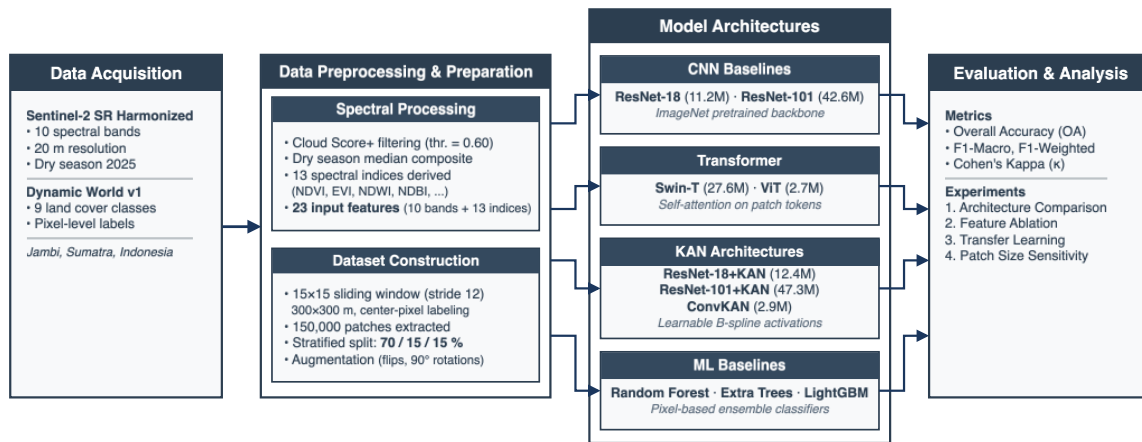 Data Acquisition
Sentinel-2 SR Harmonized
• 10 spectral bands
• 20 m resolution
• Dry season 2025
Dynamic World v1
• 9 land cover classes
• Pixel-level labels
Jambi, Sumatra, Indonesia
Data Preprocessing & Preparation
Spectral Processing
• Cloud Score+ filtering (thr. = 0.60)
• Dry season median composite
• 13 spectral indices derived
(NDVI, EVI, NDWI, NDBI, ...)
• 23 input features (10 bands + 13 indices)
Dataset Construction
• 15×15 sliding window (stride 12)
300×300 m, center-pixel labeling
• 150,000 patches extracted
• Stratified split: 70 / 15 / 15 %
• Augmentation (flips, 90° rotations)
Model Architectures
CNN Baselines
ResNet-18 (11.2M) · ResNet-101 (42.6M)
ImageNet pretrained backbone
Transformer
Swin-T (27.6M) · ViT (2.7M)
Self-attention on patch tokens
KAN Architectures
ResNet-18+KAN (12.4M)
ResNet-101+KAN (47.3M)
ConvKAN (2.9M)
Learnable B-spline activations
ML Baselines
Random Forest · Extra Trees · LightGBM
Pixel-based ensemble classifiers
Evaluation & Analysis
Metrics
• Overall Accuracy (OA)
• F1-Macro, F1-Weighted
• Cohen's Kappa (κ)
Experiments
1. Architecture Comparison
2. Feature Ablation
3. Transfer Learning
4. Patch Size Sensitivity